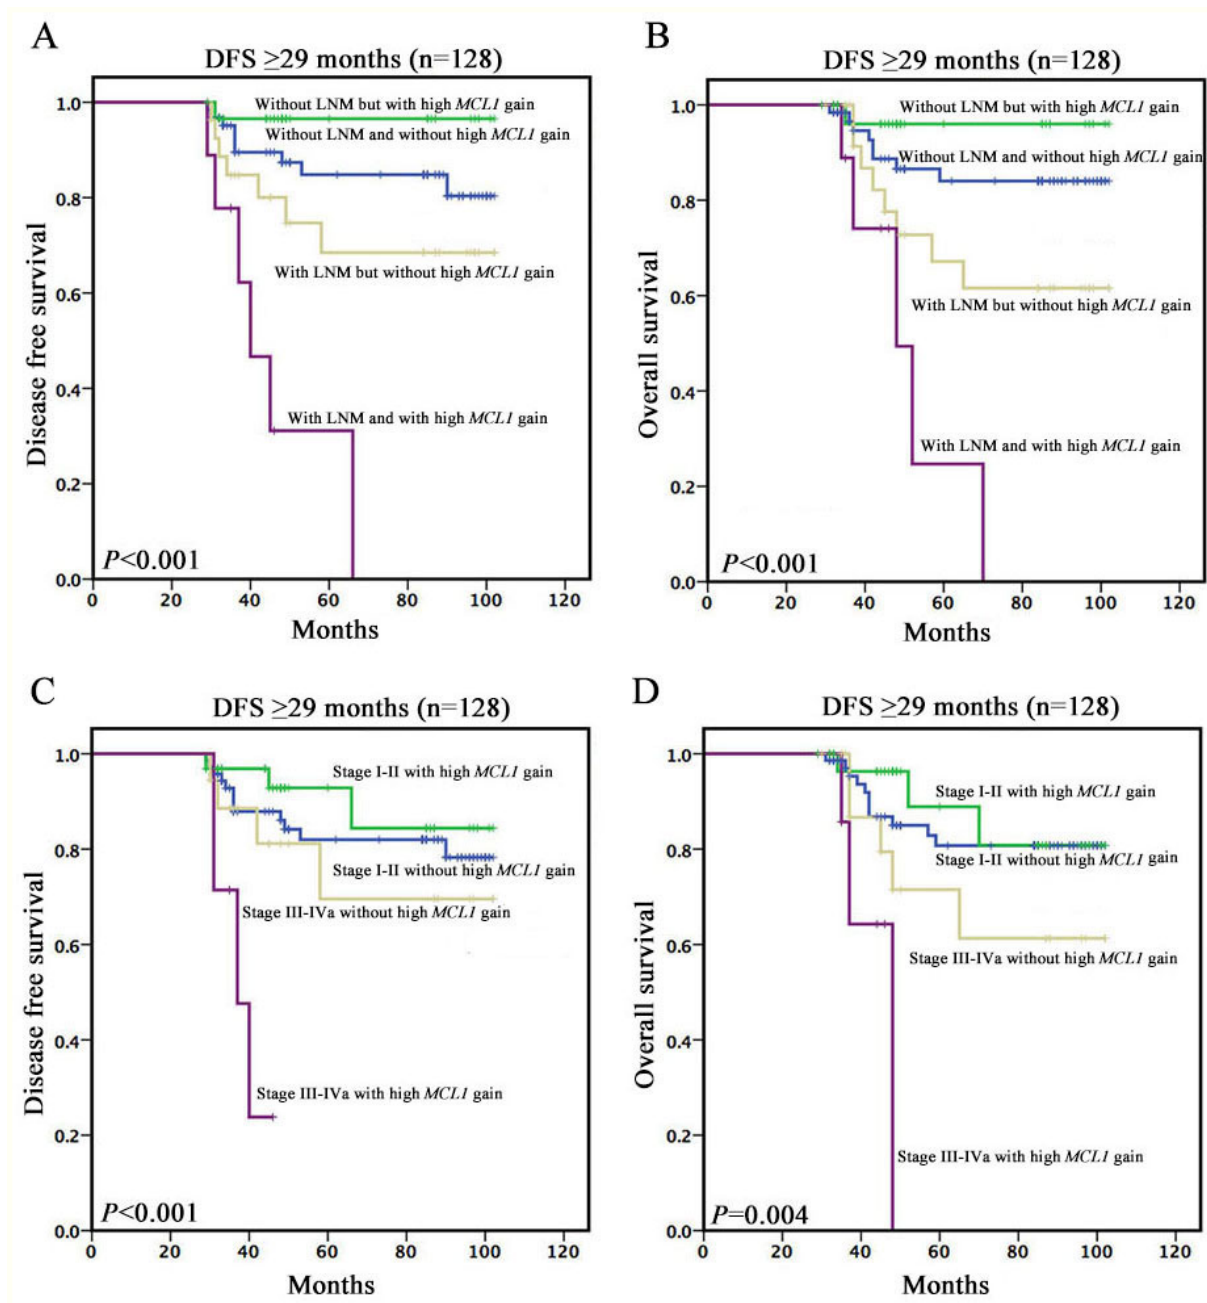 A
DFS ≥29 months (n=128)
Disease free survival
1.0
0.8
0.6
0.4
0.2
0.0
Without LNM but with high MCL1 gain
Without LNM and without high MCL1 gain
With LNM but without high MCL1 gain
With LNM and with high MCL1 gain
P<0.001
0 20 40 60 80 100 120
Months
B
DFS ≥29 months (n=128)
Overall survival
1.0
0.8
0.6
0.4
0.2
0.0
Without LNM but with high MCL1 gain
Without LNM and without high MCL1 gain
With LNM but without high MCL1 gain
With LNM and with high MCL1 gain
P<0.001
0 20 40 60 80 100 120
Months
C
DFS ≥29 months (n=128)
Disease free survival
1.0
0.8
0.6
0.4
0.2
0.0
Stage I-II with high MCL1 gain
Stage I-II without high MCL1 gain
Stage III-IVa without high MCL1 gain
Stage III-IVa with high MCL1 gain
P<0.001
0 20 40 60 80 100 120
Months
D
DFS ≥29 months (n=128)
Overall survival
1.0
0.8
0.6
0.4
0.2
0.0
Stage I-II with high MCL1 gain
Stage I-II without high MCL1 gain
Stage III-IVa without high MCL1 gain
Stage III-IVa with high MCL1 gain
P=0.004
0 20 40 60 80 100 120
Months